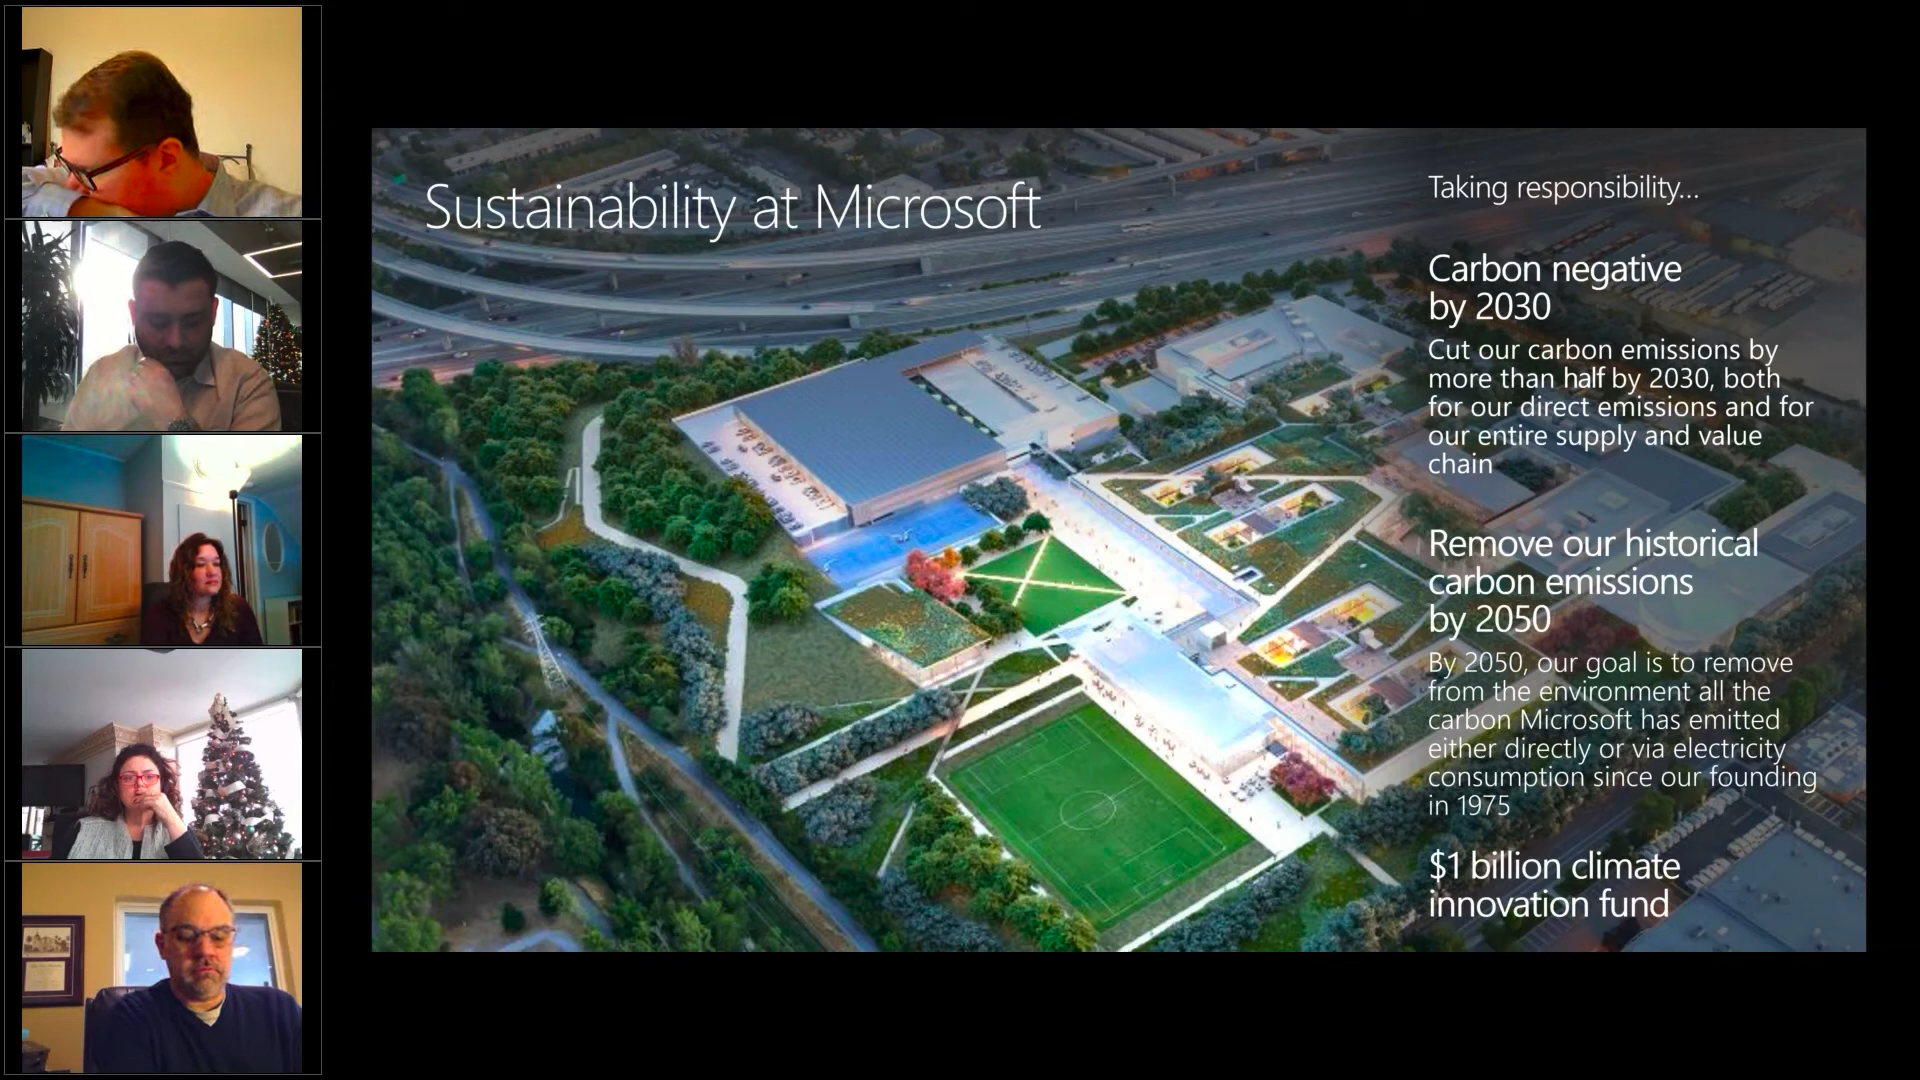 Sustainability at Microsoft
Taking responsibility...
Carbon negative
by 2030
Cut our carbon emissions by
more than half by 2030, both
for our direct emissions and for
our entire supply and value
chain
Remove our historical
carbon emissions
by 2050
By 2050, our goal is to remove
from the environment all the
carbon Microsoft has emitted
either directly or via electricity
consumption since our founding
in 1975
$1 billion climate
innovation fund